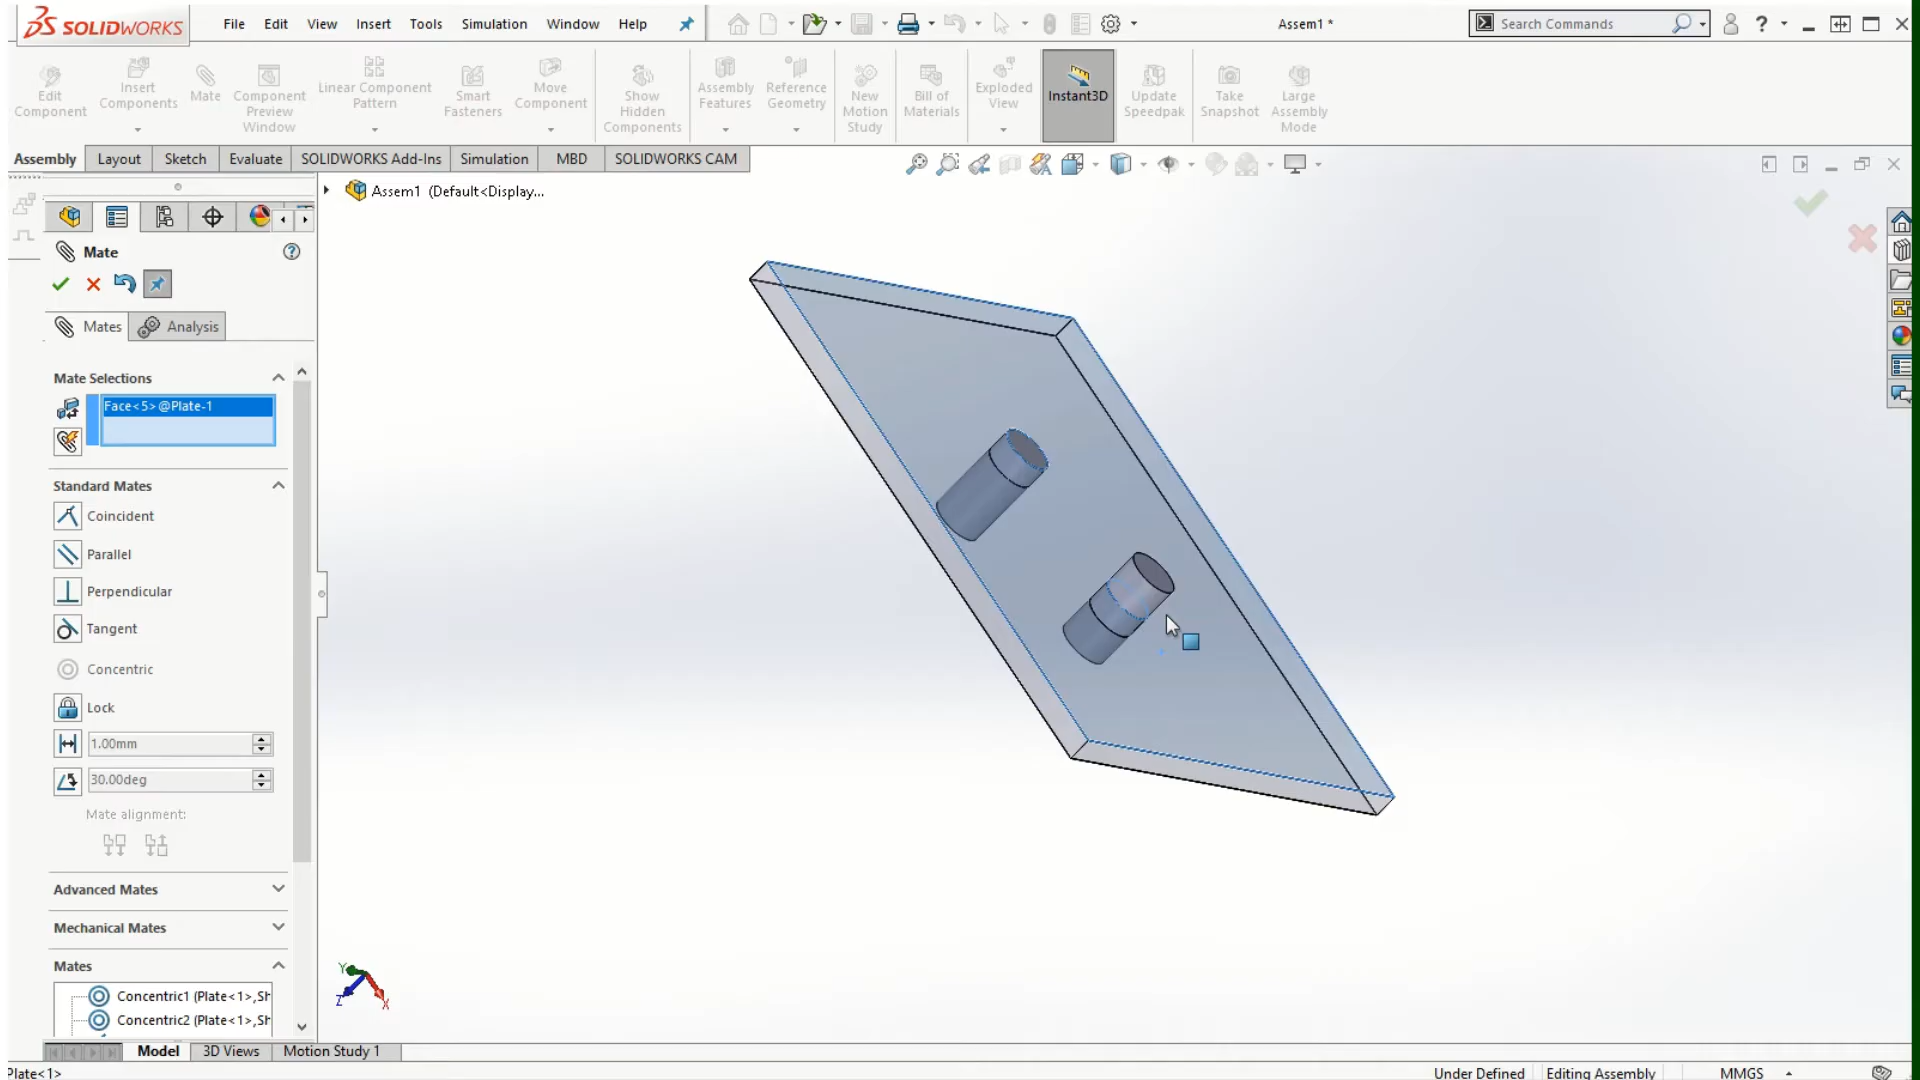 SOLIDWORKS
File Edit View Insert Tools Simulation Window Help
Assem1 *
Search Commands
Edit Component
Insert Components
Mate
Component Preview Window
Linear Component Pattern
Smart Fasteners
Move Component
Show Hidden Components
Assembly Features
Reference Geometry
New Motion Study
Bill of Materials
Exploded View
Instant3D
Update Speedpak
Take Snapshot
Large Assembly Mode
Assembly Layout Sketch Evaluate SOLIDWORKS Add-Ins Simulation MBD SOLIDWORKS CAM
Assem1 (Default<Display...
Mate
Mates Analysis
Mate Selections
Face<5>@Plate-1
Standard Mates
Coincident
Parallel
Perpendicular
Tangent
Concentric
Lock
1.00mm
30.00deg
Mate alignment:
Advanced Mates
Mechanical Mates
Mates
Concentric1 (Plate<1>,Sh
Concentric2 (Plate<1>,Sh
Y
Z
X
Model 3D Views Motion Study 1
Plate<1>
Under Defined Editing Assembly MMGS